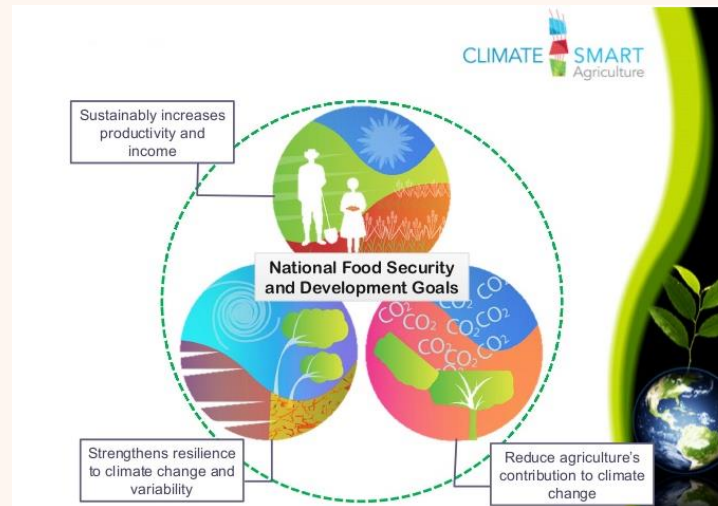 CLIMATE SMART
Agriculture
Sustainably increases
productivity and
income
National Food Security
and Development Goals
CO₂
CO₂
CO₂
CO₂
CO₂
CO₂
CO₂
CO₂
CO₂
CO₂
Strengthens resilience
to climate change and
variability
Reduce agriculture's
contribution to climate
change